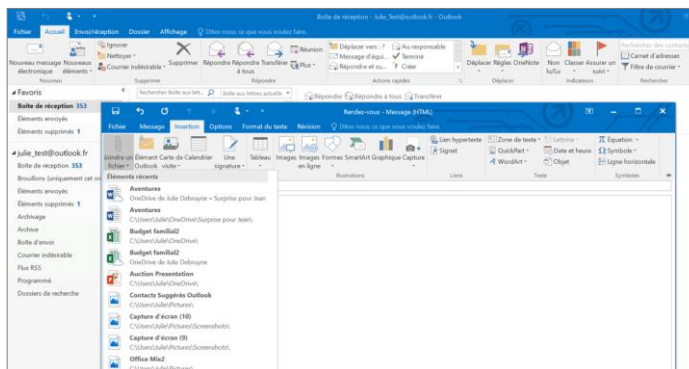 Boîte de réception - Julie_Test@outlook.fr - Outlook
Fichier Accueil Envoi/réception Dossier Affichage Dites-nous ce que vous voulez faire.
Nouveau message électronique
Nouveaux éléments
Nouveau
Ignorer
Nettoyer
Courrier indésirable
Supprimer
Supprimer
Répondre
Répondre à tous
Transférer
Réunion
Plus
Répondre
Déplacer vers : ?
Message d'équi...
Répondre et su...
Au responsable
Terminé
Créer
Actions rapides
Déplacer
Règles
OneNote
Déplacer
Non lu/lu
Classer
Assurer un suivi
Indicateurs
Rechercher des contacts
Carnet d'adresses
Filtre de courrier
Rechercher
Favoris
Boîte de réception 353
Éléments envoyés
Éléments supprimés 1
julie_test@outlook.fr
Boîte de réception 353
Brouillons (uniquement cet or
Éléments envoyés
Éléments supprimés 1
Archivage
Archive
Boîte d'envoi
Courrier indésirable
Flux RSS
Programmé
Dossiers de recherche
Rechercher Boîte aux lett...
Boîte aux lettres actuelle
Répondre Répondre à tous Transférer
Rendez-vous - Message (HTML)
Fichier Message Insertion Options Format du texte Révision Dites-nous ce que vous voulez faire
Joindre un fichier
Élément Outlook
Carte de visite
Calendrier
Une signature
Tableau
Images
Images en ligne
Formes
SmartArt
Graphique
Capture
Illustrations
Lien hypertexte
Signet
Liens
Zone de texte
QuickPart
WordArt
Lettrine
Date et heure
Objet
Texte
Équation
Symbole
Ligne horizontale
Symboles
Éléments récents
Aventures
OneDrive de Julie Debruyne » Surprise pour Jean
Aventures
C:\Users\Julie\OneDrive\Surprise pour Jean\
Budget familial2
C:\Users\Julie\OneDrive\
Budget familial2
OneDrive de Julie Debruyne
Auction Presentation
C:\Users\Julie\OneDrive\
Contacts Suggérés Outlook
C:\Users\Julie\Pictures\
Capture d'écran (10)
C:\Users\Julie\Pictures\Screenshots\
Capture d'écran (9)
C:\Users\Julie\Pictures\Screenshots\
Office Mix2
C:\Users\Julie\Pictures\